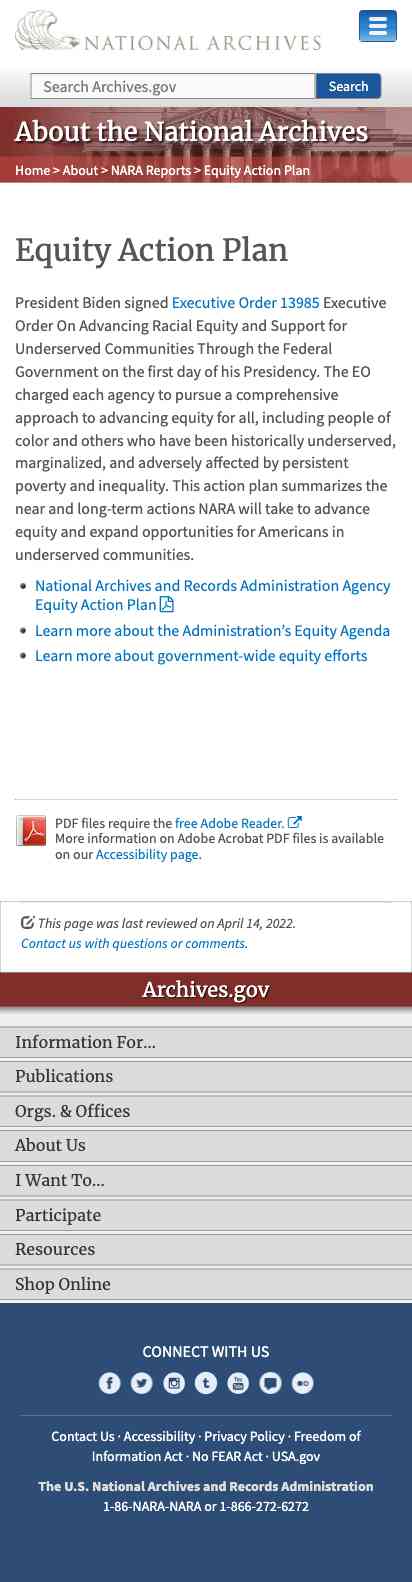 NATIONAL ARCHIVES
Search Archives.gov
Search
About the National Archives
Home > About > NARA Reports > Equity Action Plan
Equity Action Plan
President Biden signed Executive Order 13985 Executive
Order On Advancing Racial Equity and Support for
Underserved Communities Through the Federal
Government on the first day of his Presidency. The EO
charged each agency to pursue a comprehensive
approach to advancing equity for all, including people of
color and others who have been historically underserved,
marginalized, and adversely affected by persistent
poverty and inequality. This action plan summarizes the
near and long-term actions NARA will take to advance
equity and expand opportunities for Americans in
underserved communities.
National Archives and Records Administration Agency
Equity Action Plan
Learn more about the Administration's Equity Agenda
Learn more about government-wide equity efforts
PDF files require the free Adobe Reader.
More information on Adobe Acrobat PDF files is available
on our Accessibility page.
This page was last reviewed on April 14, 2022.
Contact us with questions or comments.
Archives.gov
Information For…
Publications
Orgs. & Offices
About Us
I Want To…
Participate
Resources
Shop Online
CONNECT WITH US
Contact Us · Accessibility · Privacy Policy · Freedom of
Information Act · No FEAR Act · USA.gov
The U.S. National Archives and Records Administration
1-86-NARA-NARA or 1-866-272-6272